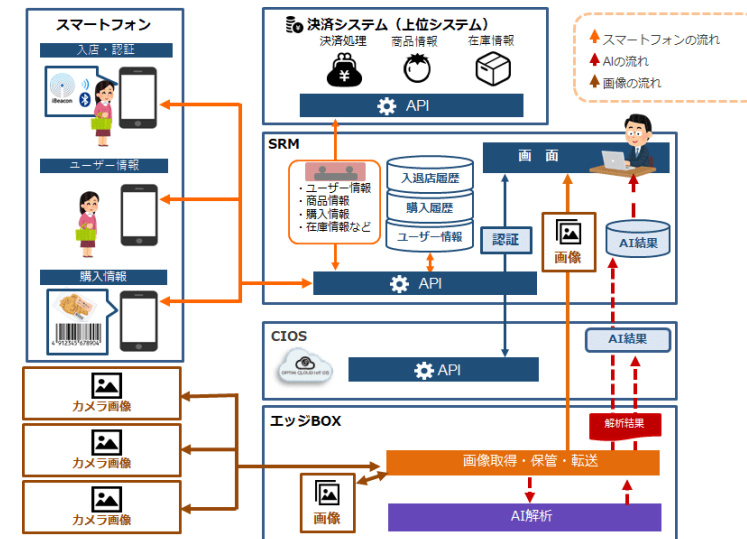 スマートフォン
入店・認証
iBeacon
ユーザー情報
購入情報
4 912345 678904
決済システム（上位システム）
決済処理
商品情報
在庫情報
API
スマートフォンの流れ
AIの流れ
画像の流れ
SRM
・ユーザー情報
・商品情報
・購入情報
・在庫情報など
入退店履歴
購入履歴
ユーザー情報
認証
画面
画像
AI結果
API
CIOS
OPTIM CLOUD IoT OS
API
AI結果
カメラ画像
カメラ画像
カメラ画像
エッジBOX
解析結果
画像取得・保管・転送
画像
AI解析